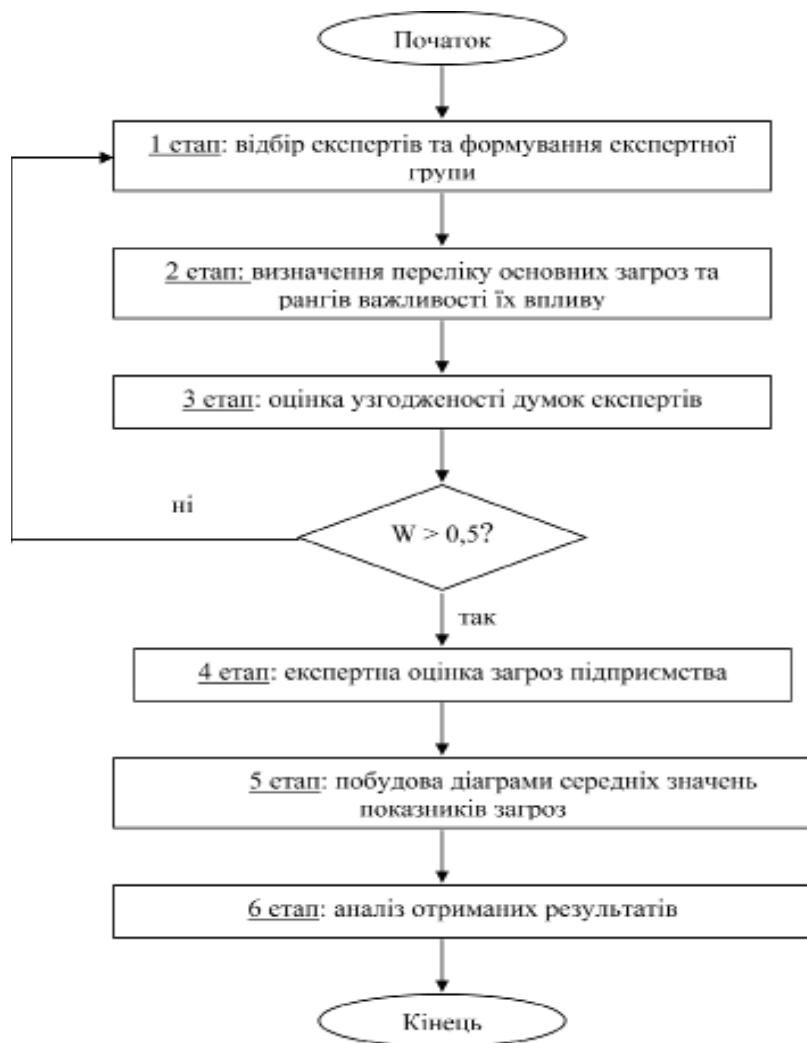 Початок
1 етап: відбір експертів та формування експертної
групи
2 етап: визначення переліку основних загроз та
рангів важливості їх впливу
3 етап: оцінка узгодженості думок експертів
ні
W > 0,5?
так
4 етап: експертна оцінка загроз підприємства
5 етап: побудова діаграми середніх значень
показників загроз
6 етап: аналіз отриманих результатів
Кінець